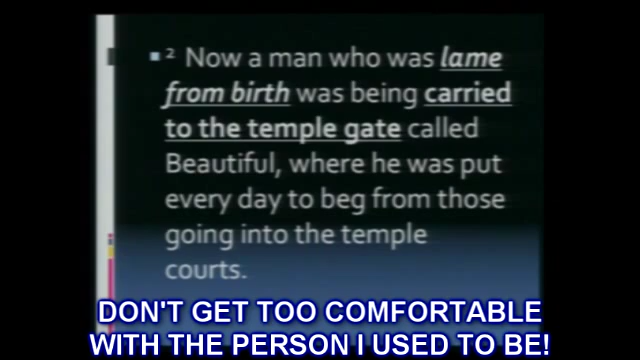 ² Now a man who was lame
from birth was being carried
to the temple gate called
Beautiful, where he was put
every day to beg from those
going into the temple
courts.
DON'T GET TOO COMFORTABLE
WITH THE PERSON I USED TO BE!